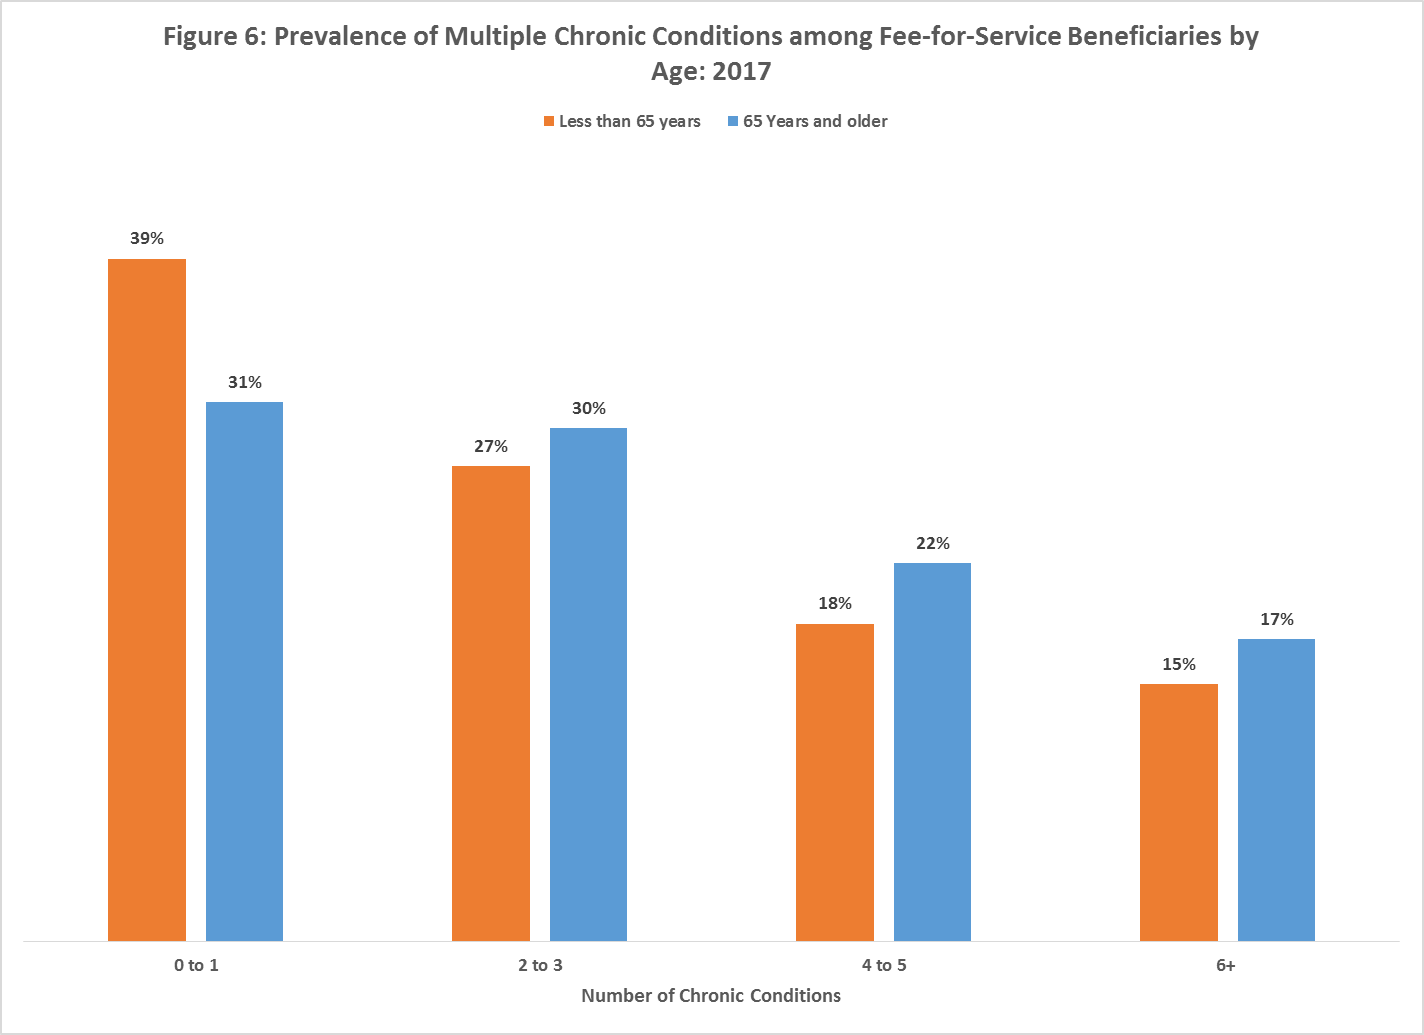 Figure 6: Prevalence of Multiple Chronic Conditions among Fee-for-Service Beneficiaries by
Age: 2017
Less than 65 years
65 Years and older
39%
31%
27%
30%
18%
22%
15%
17%
0 to 1
2 to 3
4 to 5
6+
Number of Chronic Conditions